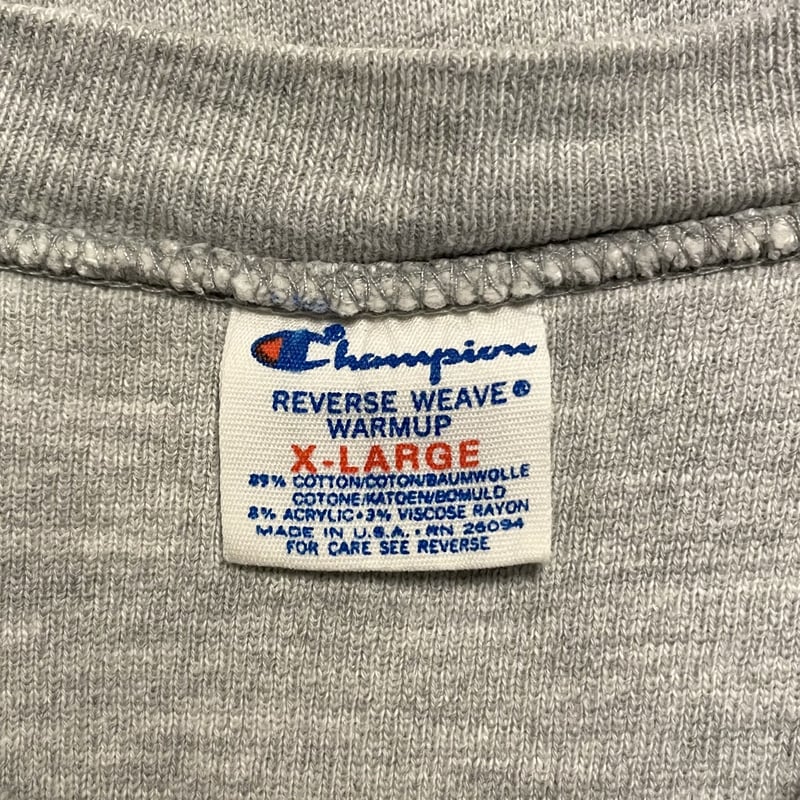 Champion®
REVERSE WEAVE®
WARMUP
X-LARGE
89% COTTON/COTON/BAUMWOLLE
COTONE/KATOEN/BOMULD
8% ACRYLIC•3% VISCOSE RAYON
MADE IN U.S.A. • RN 26094
FOR CARE SEE REVERSE